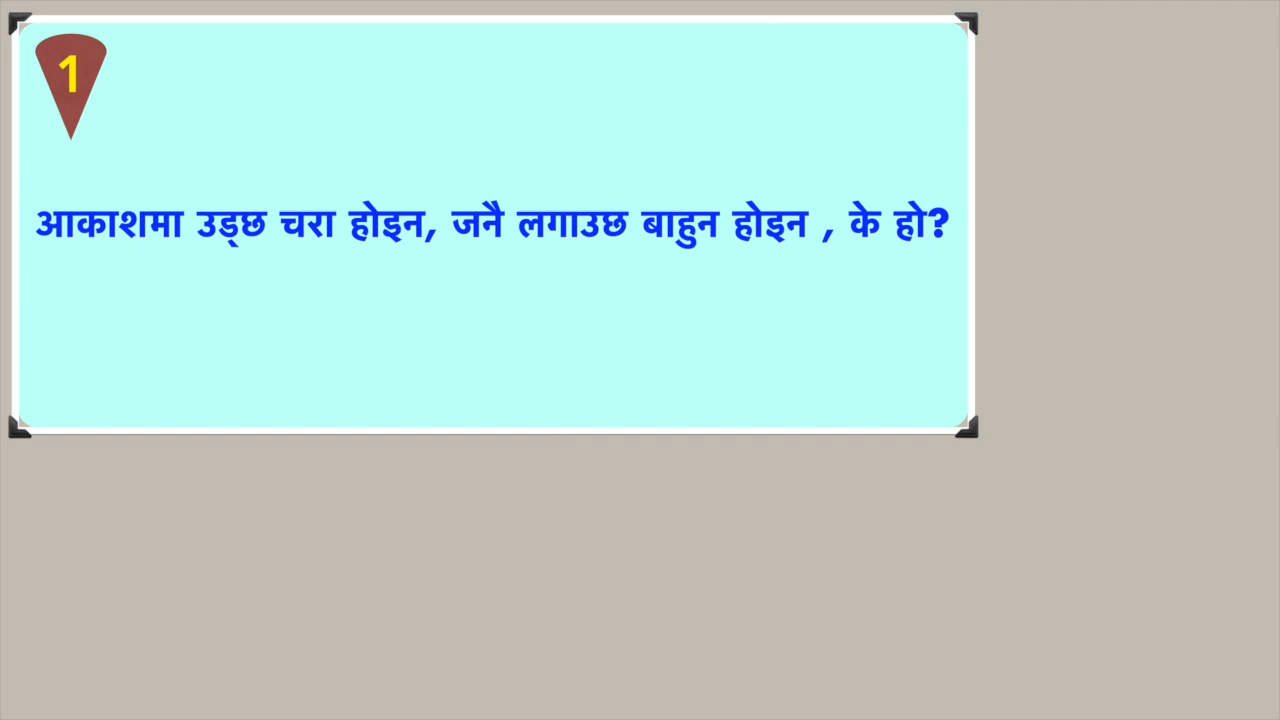 1
आकाशमा उड्छ चरा होइन, जनै लगाउछ बाहुन होइन , के हो?